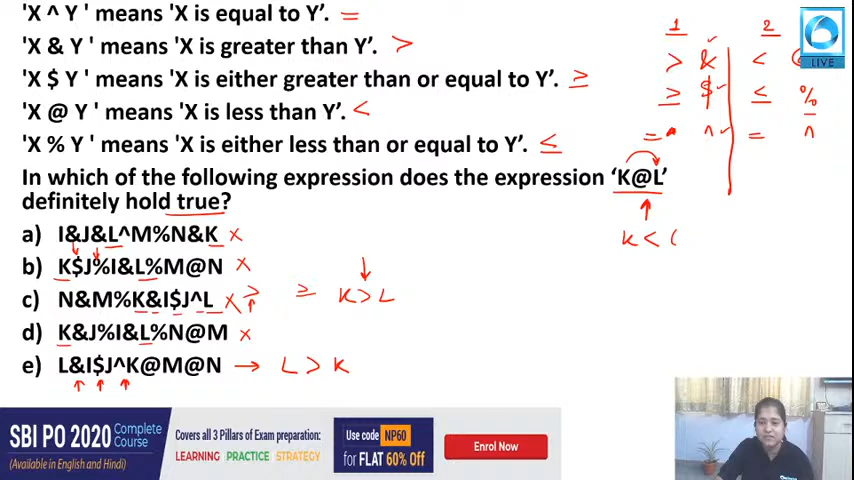 'X ^ Y ' means 'X is equal to Y'. =
'X & Y ' means 'X is greater than Y'. >
'X $ Y ' means 'X is either greater than or equal to Y'. ≥
'X @ Y ' means 'X is less than Y'. <
'X % Y ' means 'X is either less than or equal to Y'. ≤
In which of the following expression does the expression 'K@L'
definitely hold true?
a) I&J&L^M%N&K ×
b) K$J%I&L%M@N ×
c) N&M%K&I$J^L × > ≥ K > L
d) K&J%I&L%N@M ×
e) L&I$J^K@M@N → L > K
1 2
> & <
≥ $ ≤ %
= ^ = ^
K < (
LIVE
SBI PO 2020 Complete Course
(Available in English and Hindi)
Covers all 3 Pillars of Exam preparation:
LEARNING PRACTICE STRATEGY
Use code NP60
for FLAT 60% Off
Enrol Now